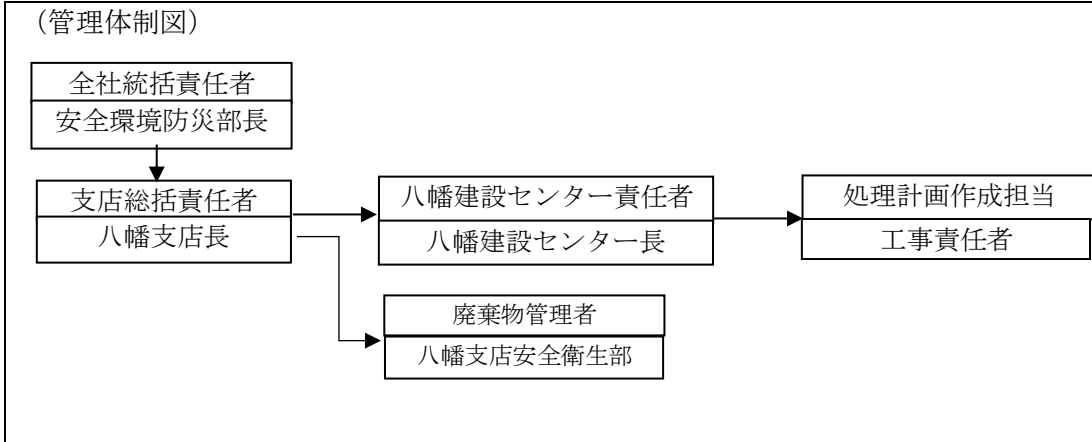 (管理体制図)
全社統括責任者
安全環境防災部長
支店総括責任者
八幡支店長
八幡建設センター責任者
八幡建設センター長
処理計画作成担当
工事責任者
廃棄物管理者
八幡支店安全衛生部